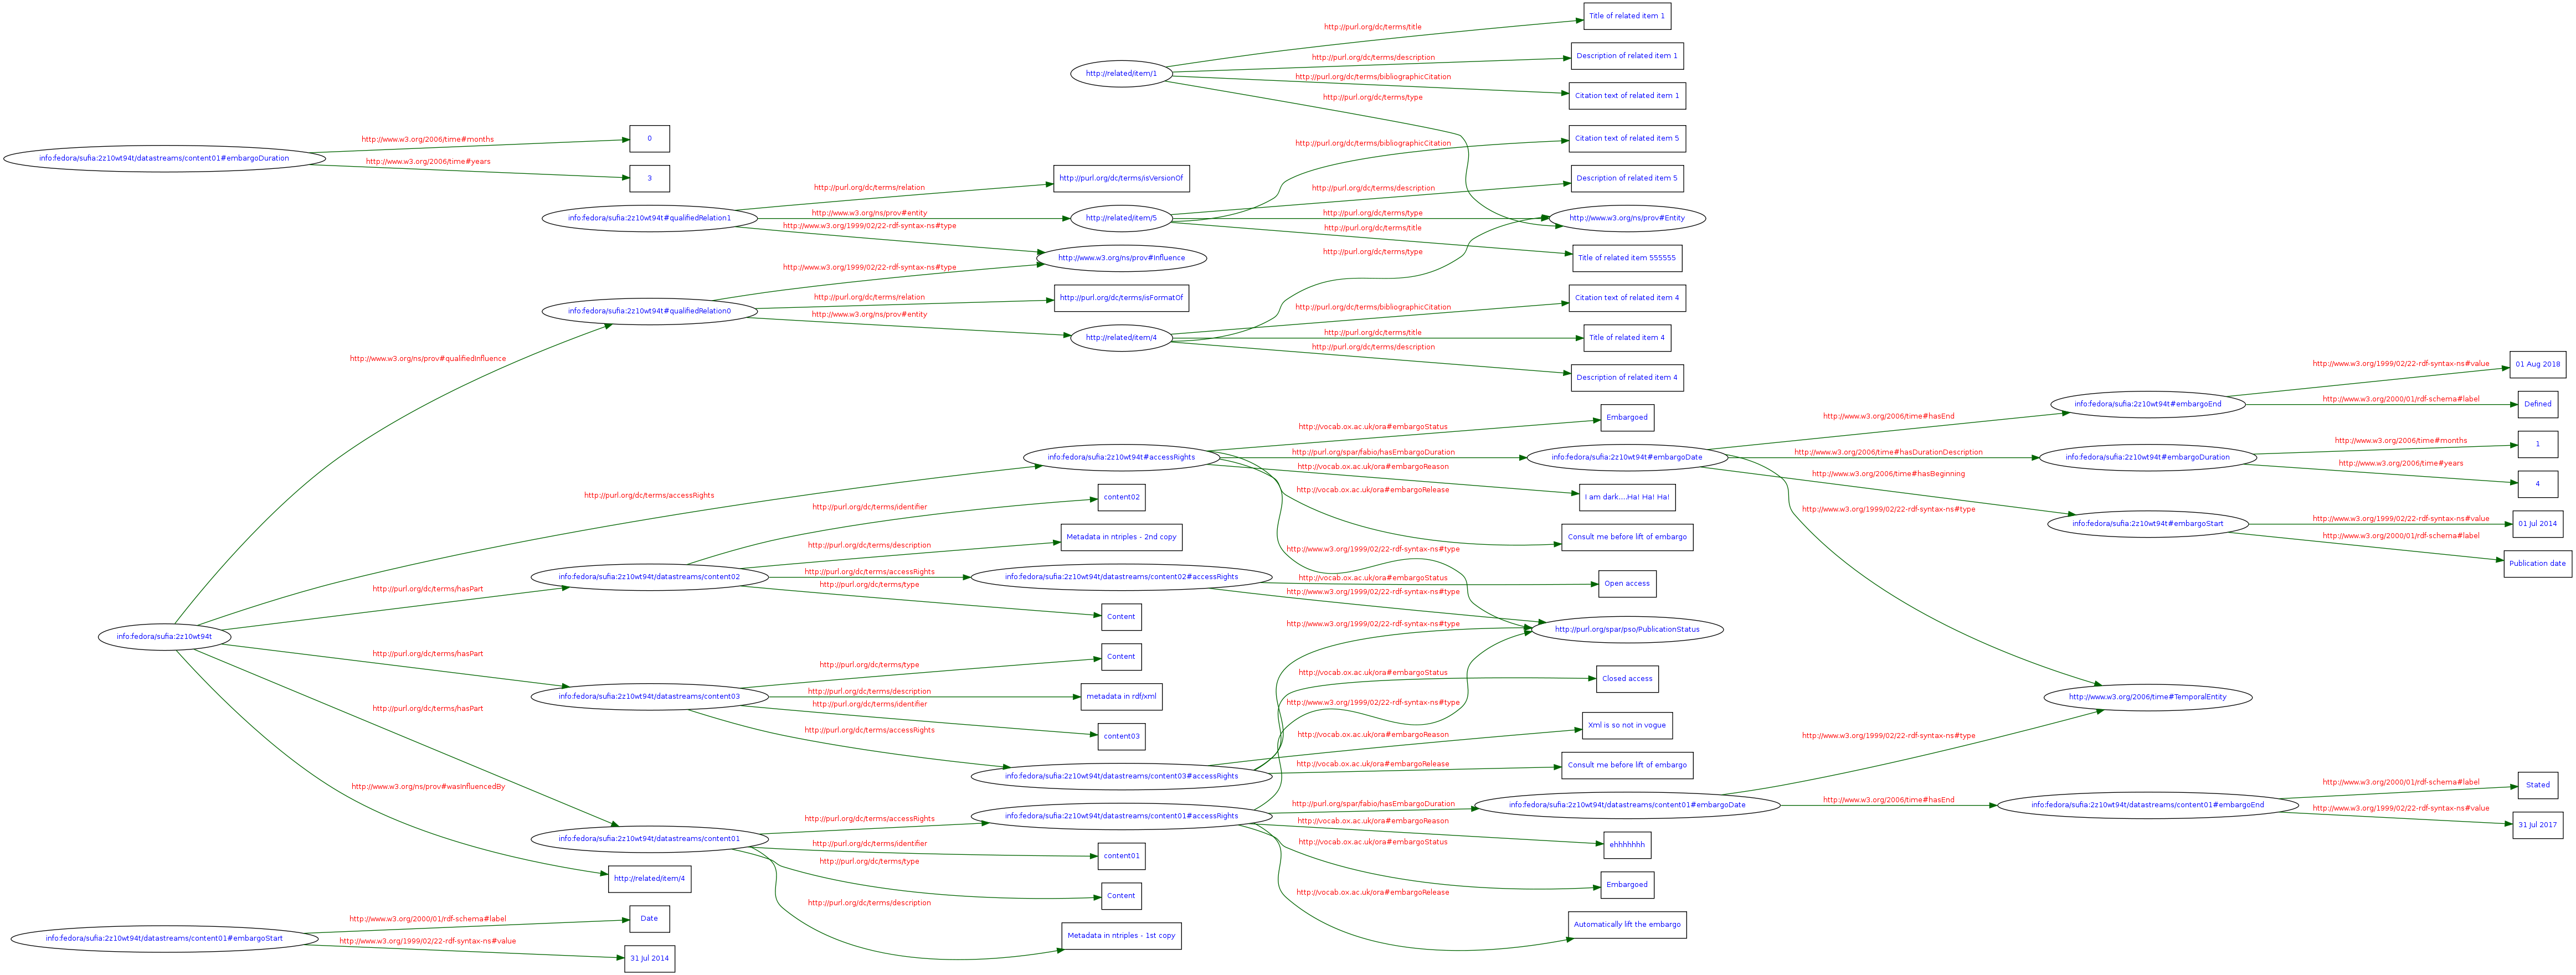 http://purl.org/dc/terms/title
Title of related item 1
http://purl.org/dc/terms/description
Description of related item 1
http://related/item/1
http://purl.org/dc/terms/bibliographicCitation
Citation text of related item 1
http://purl.org/dc/terms/type
info:fedora/sufia:2z10wt94t/datastreams/content01#embargoDuration
http://www.w3.org/2006/time#months
0
http://www.w3.org/2006/time#years
3
http://purl.org/dc/terms/bibliographicCitation
Citation text of related item 5
info:fedora/sufia:2z10wt94t#qualifiedRelation1
http://purl.org/dc/terms/relation
http://purl.org/dc/terms/isVersionOf
http://www.w3.org/ns/prov#entity
http://related/item/5
http://www.w3.org/1999/02/22-rdf-syntax-ns#type
http://www.w3.org/ns/prov#Influence
http://purl.org/dc/terms/description
Description of related item 5
http://purl.org/dc/terms/type
http://www.w3.org/ns/prov#Entity
http://purl.org/dc/terms/title
Title of related item 555555
http://purl.org/dc/terms/type
http://www.w3.org/1999/02/22-rdf-syntax-ns#type
info:fedora/sufia:2z10wt94t#qualifiedRelation0
http://purl.org/dc/terms/relation
http://purl.org/dc/terms/isFormatOf
http://www.w3.org/ns/prov#entity
http://related/item/4
http://purl.org/dc/terms/bibliographicCitation
Citation text of related item 4
http://purl.org/dc/terms/title
Title of related item 4
http://purl.org/dc/terms/description
Description of related item 4
http://www.w3.org/ns/prov#qualifiedInfluence
http://purl.org/dc/terms/accessRights
info:fedora/sufia:2z10wt94t#accessRights
http://vocab.ox.ac.uk/ora#embargoStatus
Embargoed
http://purl.org/spar/fabio/hasEmbargoDuration
info:fedora/sufia:2z10wt94t#embargoDate
http://vocab.ox.ac.uk/ora#embargoReason
I am dark....Ha! Ha! Ha!
http://vocab.ox.ac.uk/ora#embargoRelease
Consult me before lift of embargo
http://www.w3.org/1999/02/22-rdf-syntax-ns#type
http://www.w3.org/2006/time#hasEnd
info:fedora/sufia:2z10wt94t#embargoEnd
http://www.w3.org/1999/02/22-rdf-syntax-ns#value
01 Aug 2018
http://www.w3.org/2000/01/rdf-schema#label
Defined
http://www.w3.org/2006/time#hasDurationDescription
info:fedora/sufia:2z10wt94t#embargoDuration
http://www.w3.org/2006/time#months
1
http://www.w3.org/2006/time#years
4
http://www.w3.org/2006/time#hasBeginning
info:fedora/sufia:2z10wt94t#embargoStart
http://www.w3.org/1999/02/22-rdf-syntax-ns#value
01 Jul 2014
http://www.w3.org/2000/01/rdf-schema#label
Publication date
http://www.w3.org/1999/02/22-rdf-syntax-ns#type
info:fedora/sufia:2z10wt94t
http://purl.org/dc/terms/hasPart
info:fedora/sufia:2z10wt94t/datastreams/content02
http://purl.org/dc/terms/identifier
content02
http://purl.org/dc/terms/description
Metadata in ntriples - 2nd copy
http://purl.org/dc/terms/accessRights
info:fedora/sufia:2z10wt94t/datastreams/content02#accessRights
http://purl.org/dc/terms/type
Content
http://vocab.ox.ac.uk/ora#embargoStatus
Open access
http://www.w3.org/1999/02/22-rdf-syntax-ns#type
http://purl.org/spar/pso/PublicationStatus
http://purl.org/dc/terms/hasPart
info:fedora/sufia:2z10wt94t/datastreams/content03
http://purl.org/dc/terms/type
Content
http://purl.org/dc/terms/description
metadata in rdf/xml
http://purl.org/dc/terms/identifier
content03
http://purl.org/dc/terms/accessRights
info:fedora/sufia:2z10wt94t/datastreams/content03#accessRights
http://www.w3.org/1999/02/22-rdf-syntax-ns#type
http://vocab.ox.ac.uk/ora#embargoStatus
Closed access
http://www.w3.org/1999/02/22-rdf-syntax-ns#type
http://vocab.ox.ac.uk/ora#embargoReason
Xml is so not in vogue
http://vocab.ox.ac.uk/ora#embargoRelease
Consult me before lift of embargo
http://www.w3.org/2006/time#TemporalEntity
http://www.w3.org/1999/02/22-rdf-syntax-ns#type
http://purl.org/dc/terms/hasPart
info:fedora/sufia:2z10wt94t/datastreams/content01
http://purl.org/dc/terms/accessRights
info:fedora/sufia:2z10wt94t/datastreams/content01#accessRights
http://purl.org/dc/terms/identifier
content01
http://purl.org/dc/terms/type
Content
http://purl.org/dc/terms/description
Metadata in ntriples - 1st copy
http://purl.org/spar/fabio/hasEmbargoDuration
info:fedora/sufia:2z10wt94t/datastreams/content01#embargoDate
http://vocab.ox.ac.uk/ora#embargoReason
ehhhhhhh
http://vocab.ox.ac.uk/ora#embargoStatus
Embargoed
http://vocab.ox.ac.uk/ora#embargoRelease
Automatically lift the embargo
http://www.w3.org/2006/time#hasEnd
info:fedora/sufia:2z10wt94t/datastreams/content01#embargoEnd
http://www.w3.org/2000/01/rdf-schema#label
Stated
http://www.w3.org/1999/02/22-rdf-syntax-ns#value
31 Jul 2017
http://www.w3.org/ns/prov#wasInfluencedBy
http://related/item/4
info:fedora/sufia:2z10wt94t/datastreams/content01#embargoStart
http://www.w3.org/2000/01/rdf-schema#label
Date
http://www.w3.org/1999/02/22-rdf-syntax-ns#value
31 Jul 2014